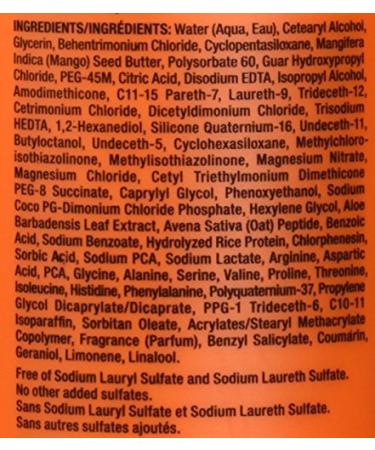 INGREDIENTS/INGRÉDIENTS: Water (Aqua, Eau), Cetearyl Alcohol,
Glycerin, Behentrimonium Chloride, Cyclopentasiloxane, Mangifera
Indica (Mango) Seed Butter, Polysorbate 60, Guar Hydroxypropyl
Chloride, PEG-45M, Citric Acid, Disodium EDTA, Isopropyl Alcohol,
Amodimethicone, C11-15 Pareth-7, Laureth-9, Trideceth-12,
Cetrimonium Chloride, Dicetyldimonium Chloride, Trisodium
HEDTA, 1,2-Hexanediol, Silicone Quaternium-16, Undeceth-11,
Butyloctanol, Undeceth-5, Cyclohexasiloxane, Methylchloro-
isothiazolinone, Methylisothiazolinone, Magnesium Nitrate,
Magnesium Chloride, Cetyl Triethylmonium Dimethicone
PEG-8 Succinate, Caprylyl Glycol, Phenoxyethanol, Sodium
Coco PG-Dimonium Chloride Phosphate, Hexylene Glycol, Aloe
Barbadensis Leaf Extract, Avena Sativa (Oat) Peptide, Benzoic
Acid, Sodium Benzoate, Hydrolyzed Rice Protein, Chlorphenesin,
Sorbic Acid, Sodium PCA, Sodium Lactate, Arginine, Aspartic
Acid, PCA, Glycine, Alanine, Serine, Valine, Proline, Threonine,
Isoleucine, Histidine, Phenylalanine, Polyquaternium-37, Propylene
Glycol Dicaprylate/Dicaprate, PPG-1 Trideceth-6, C10-11
Isoparaffin, Sorbitan Oleate, Acrylates/Stearyl Methacrylate
Copolymer, Fragrance (Parfum), Benzyl Salicylate, Coumarin,
Geraniol, Limonene, Linalool.
Free of Sodium Lauryl Sulfate and Sodium Laureth Sulfate.
No other added sulfates.
Sans Sodium Lauryl Sulfate et Sodium Laureth Sulfate.
Sans autres sulfates ajoutés.